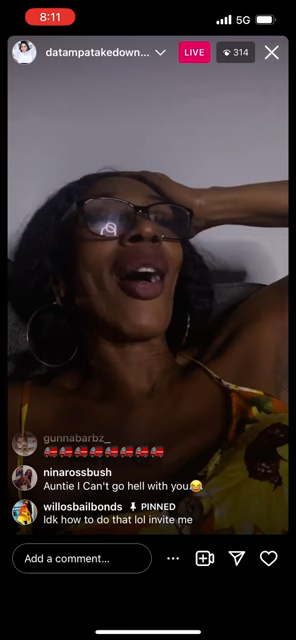 8:11
5G
datampatakedown...
LIVE
314
gunnabarbz_
🚒🚒🚒🚒🚒🚒🚒🚒
ninarossbush
Auntie I Can't go hell with you😂
willosbailbonds PINNED
Idk how to do that lol invite me
Add a comment...